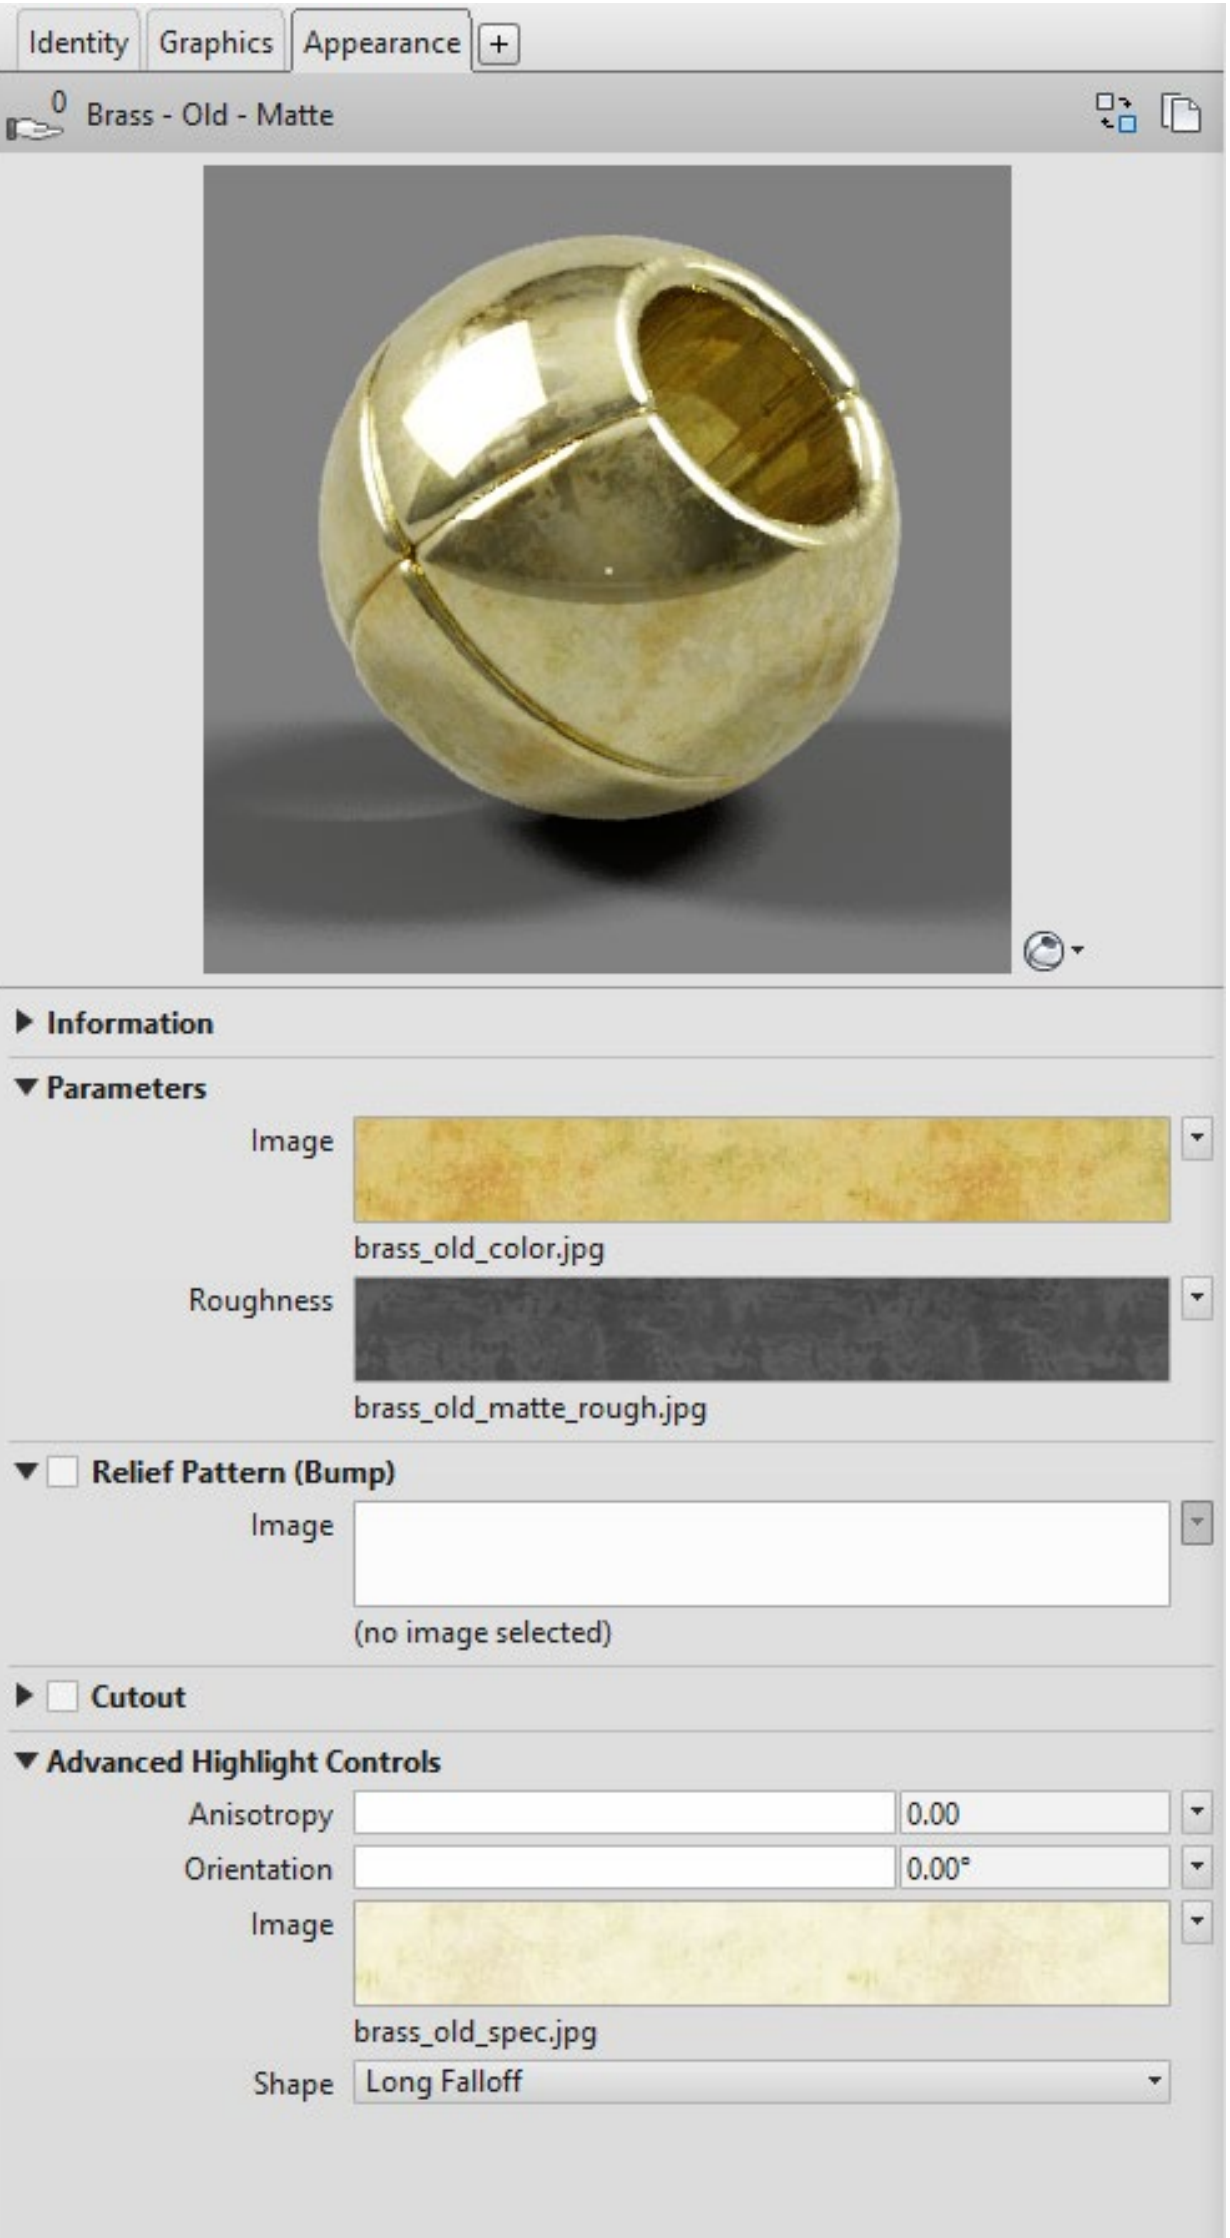 Identity Graphics Appearance +
0 Brass - Old - Matte
Information
Parameters
Image
brass_old_color.jpg
Roughness
brass_old_matte_rough.jpg
Relief Pattern (Bump)
Image
(no image selected)
Cutout
Advanced Highlight Controls
Anisotropy 0.00
Orientation 0.00°
Image
brass_old_spec.jpg
Shape Long Falloff